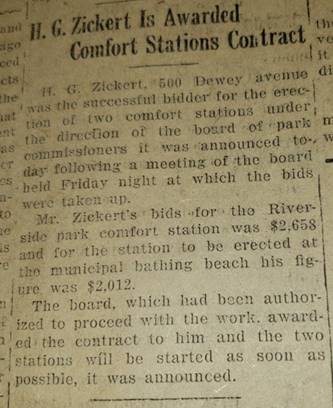 H. G. Zickert Is Awarded
Comfort Stations Contract
H. G. Zickert, 500 Dewey avenue
was the successful bidder for the erec-
tion of two comfort stations under
the direction of the board of park
commissioners it was announced to-
day following a meeting of the board
held Friday night at which the bids
were taken up.
Mr. Zickert's bids for the River-
side park comfort station was $2,658
and for the station to be erected at
the municipal bathing beach his fig-
ure was $2,012.
The board, which had been author-
ized to proceed with the work, award-
ed the contract to him and the two
stations will be started as soon as
possible, it was announced.